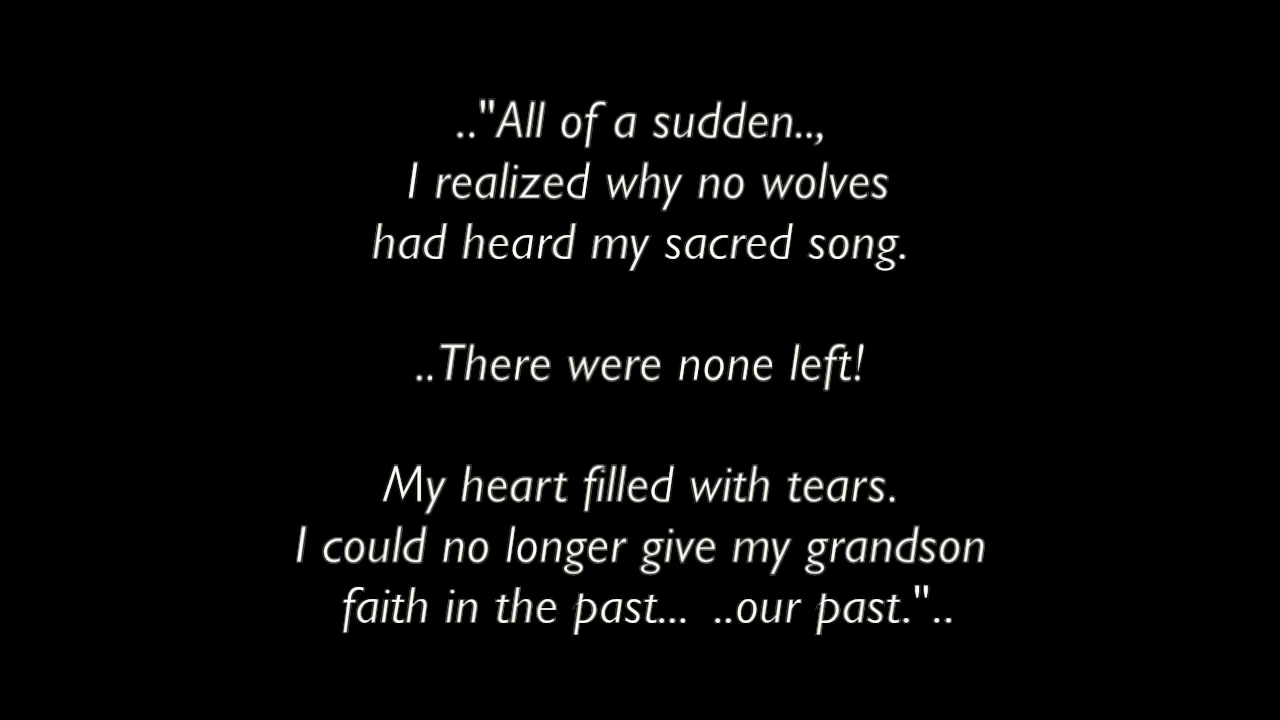 .."All of a sudden..,
I realized why no wolves
had heard my sacred song.
..There were none left!
My heart filled with tears.
I could no longer give my grandson
faith in the past... ..our past."..